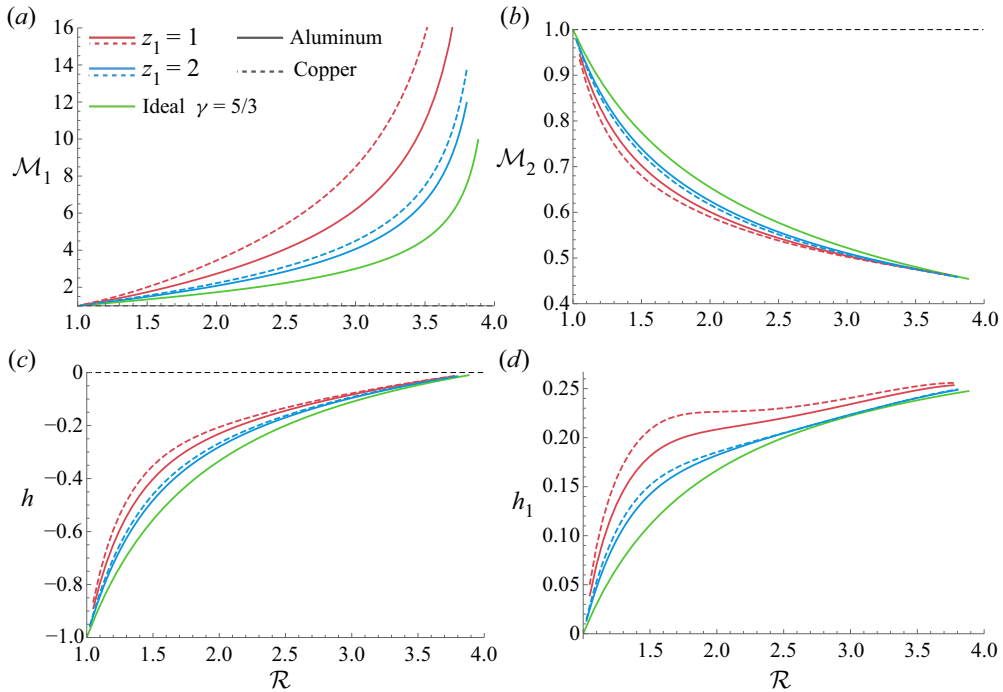 (a)
16
14
12
10
8
6
4
2
ℳ₁
1.0 1.5 2.0 2.5 3.0 3.5 4.0
z₁ = 1
z₁ = 2
Ideal γ = 5/3
Aluminum
Copper
(b)
1.0
0.9
0.8
0.7
0.6
0.5
0.4
ℳ₂
1.0 1.5 2.0 2.5 3.0 3.5 4.0
(c)
0
−0.2
−0.4
−0.6
−0.8
−1.0
h
1.0 1.5 2.0 2.5 3.0 3.5 4.0
ℛ
(d)
0.25
0.20
0.15
0.10
0.05
0
h₁
1.5 2.0 2.5 3.0 3.5 4.0
ℛ